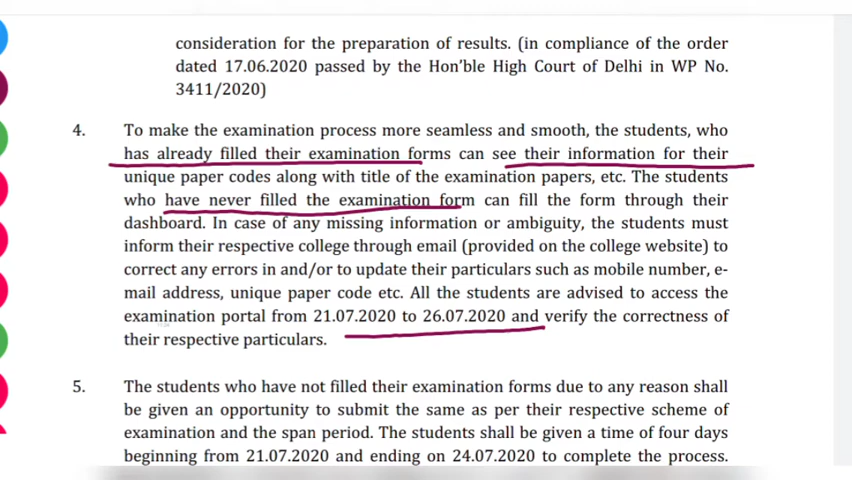 consideration for the preparation of results. (in compliance of the order
dated 17.06.2020 passed by the Hon'ble High Court of Delhi in WP No.
3411/2020)
4. To make the examination process more seamless and smooth, the students, who
has already filled their examination forms can see their information for their
unique paper codes along with title of the examination papers, etc. The students
who have never filled the examination form can fill the form through their
dashboard. In case of any missing information or ambiguity, the students must
inform their respective college through email (provided on the college website) to
correct any errors in and/or to update their particulars such as mobile number, e-
mail address, unique paper code etc. All the students are advised to access the
examination portal from 21.07.2020 to 26.07.2020 and verify the correctness of
their respective particulars.
5. The students who have not filled their examination forms due to any reason shall
be given an opportunity to submit the same as per their respective scheme of
examination and the span period. The students shall be given a time of four days
beginning from 21.07.2020 and ending on 24.07.2020 to complete the process.